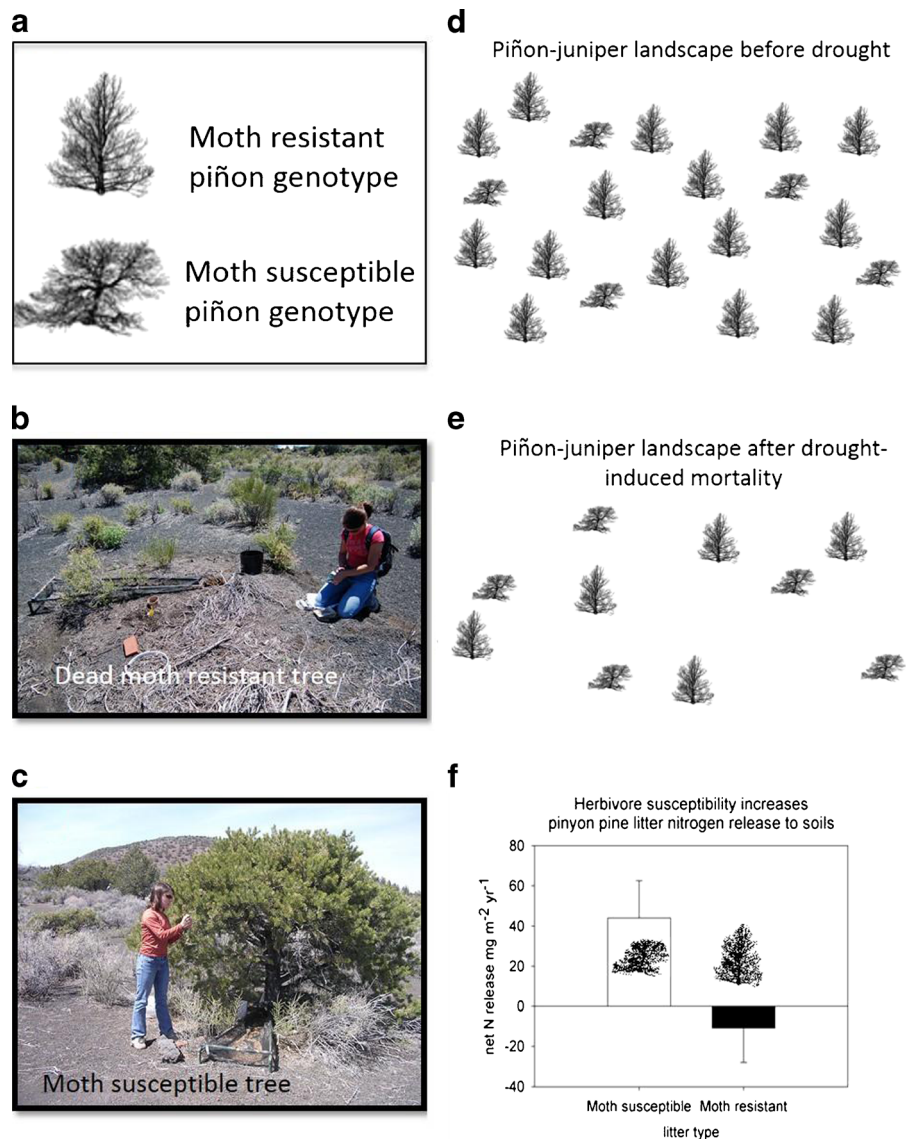 a
Moth resistant
piñon genotype
Moth susceptible
piñon genotype
b
Dead moth resistant tree
c
Moth susceptible tree
d
Piñon-juniper landscape before drought
e
Piñon-juniper landscape after drought-
induced mortality
f
Herbivore susceptibility increases
pinyon pine litter nitrogen release to soils
net N release mg m-2 yr-1
80
60
40
20
0
-20
-40
Moth susceptible Moth resistant
litter type